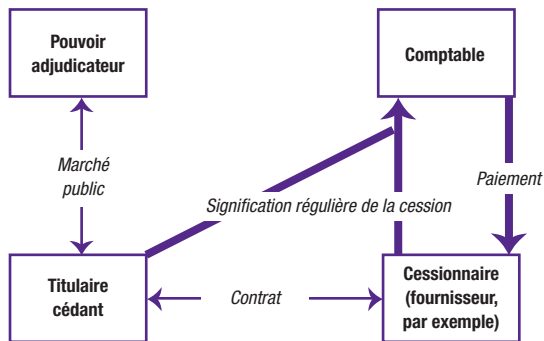 Pouvoir
adjudicateur
Comptable
Marché
public
Signification régulière de la cession
Paiement
Titulaire
cédant
Contrat
Cessionnaire
(fournisseur,
par exemple)